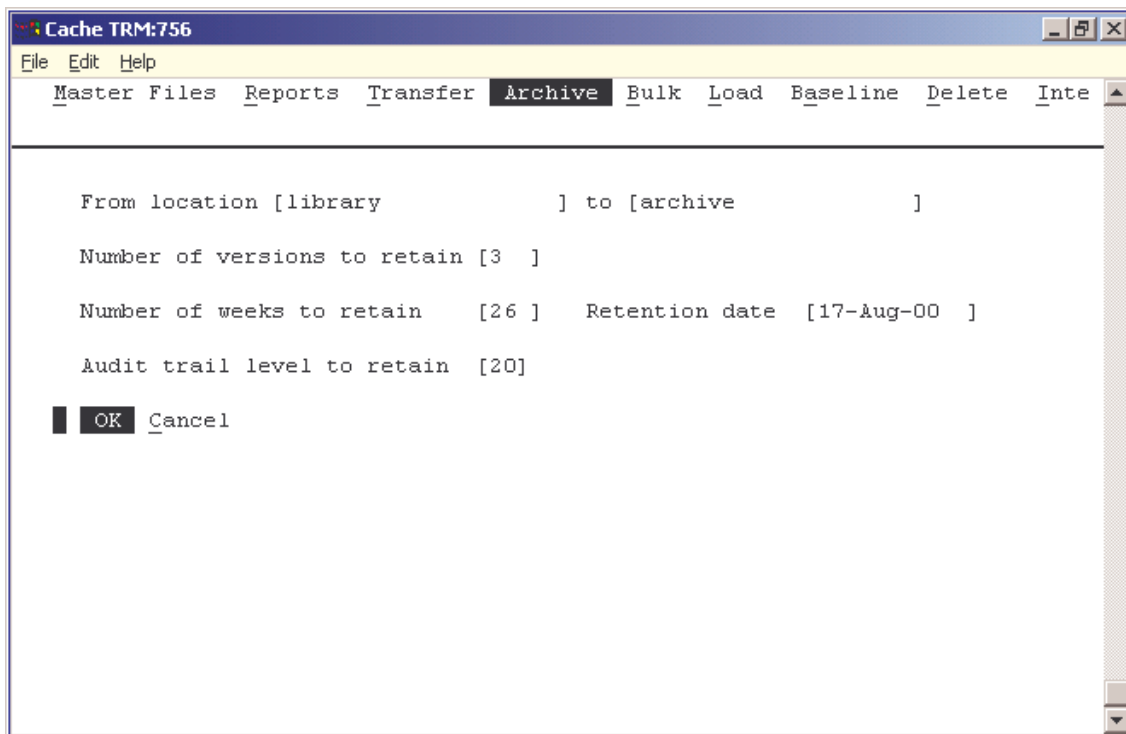 Cache TRM:756
File Edit Help
Master Files Reports Transfer Archive Bulk Load Baseline Delete Inte
From location [library ] to [archive ]
Number of versions to retain [3 ]
Number of weeks to retain [26 ] Retention date [17-Aug-00 ]
Audit trail level to retain [20]
OK Cancel